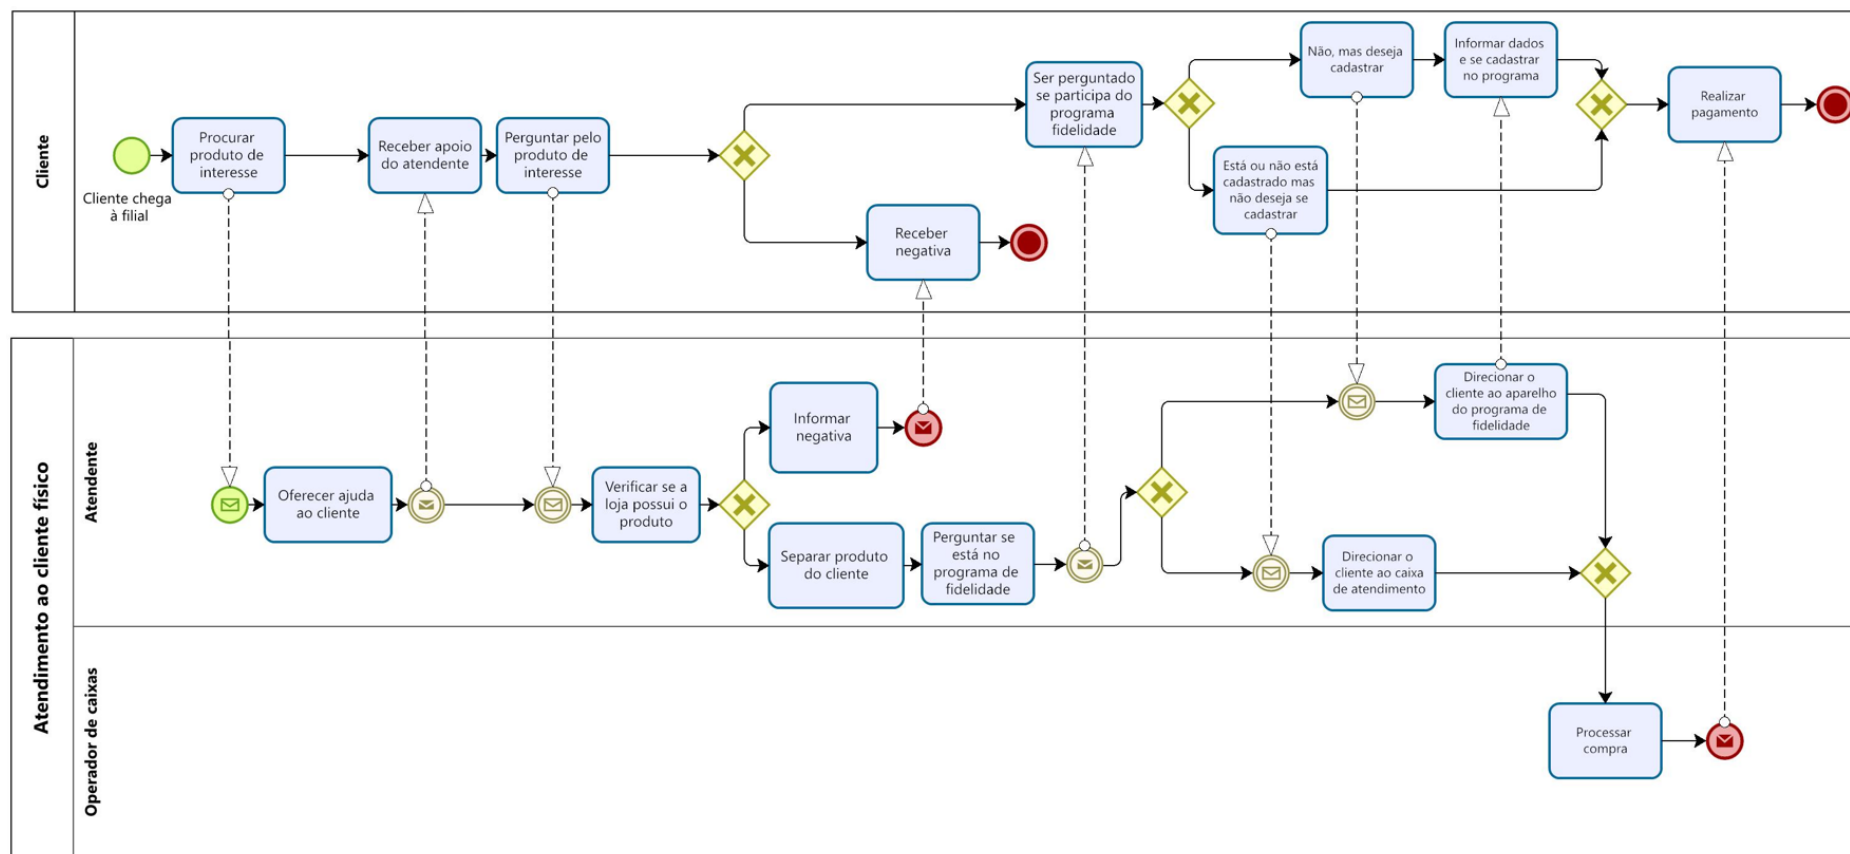 Cliente
Cliente chega
à filial
Procurar
produto de
interesse
Receber apoio
do atendente
Perguntar pelo
produto de
interesse
Receber
negativa
Ser perguntado
se participa do
programa
fidelidade
Não, mas deseja
cadastrar
Informar dados
e se cadastrar
no programa
Está ou não está
cadastrado mas
não deseja se
cadastrar
Realizar
pagamento
Atendimento ao cliente físico
Atendente
Oferecer ajuda
ao cliente
Verificar se a
loja possui o
produto
Informar
negativa
Separar produto
do cliente
Perguntar se
está no
programa de
fidelidade
Direcionar o
cliente ao aparelho
do programa de
fidelidade
Direcionar o
cliente ao caixa
de atendimento
Operador de caixas
Processar
compra